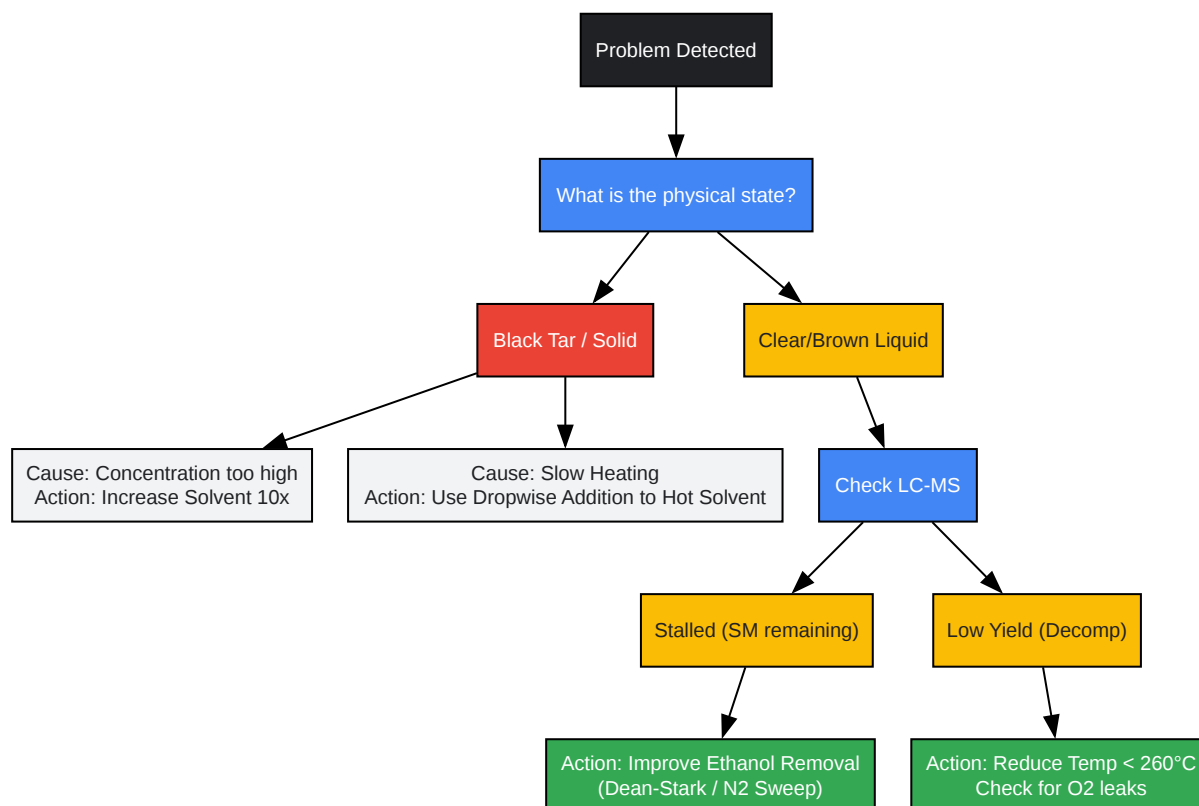 Problem Detected
What is the physical state?
Black Tar / Solid
Clear/Brown Liquid
Cause: Concentration too high
Action: Increase Solvent 10x
Cause: Slow Heating
Action: Use Dropwise Addition to Hot Solvent
Check LC-MS
Stalled (SM remaining)
Low Yield (Decomp)
Action: Improve Ethanol Removal
(Dean-Stark / N2 Sweep)
Action: Reduce Temp < 260°C
Check for O2 leaks